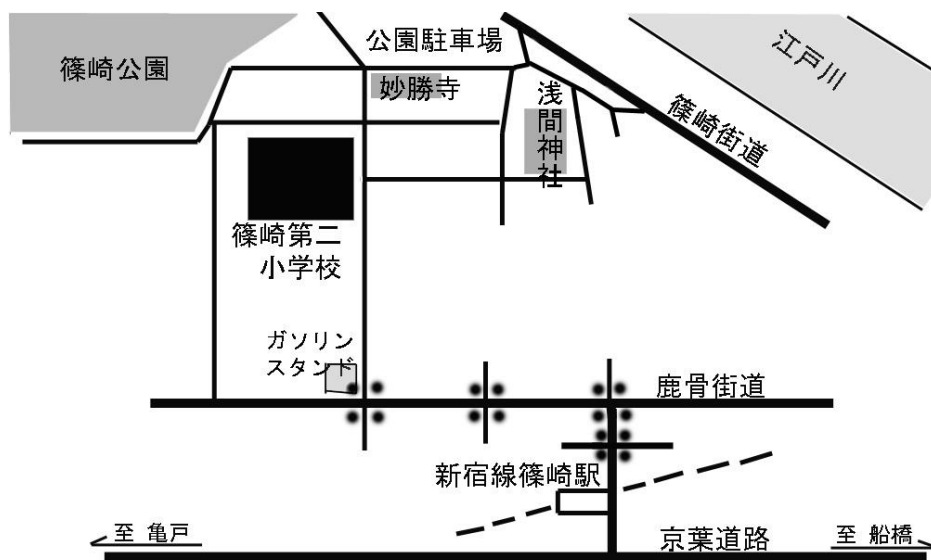 公園駐車場
江戸川
篠崎公園
妙勝寺
浅間神社
篠崎街道
篠崎第二
小学校
ガソリン
スタンド
鹿骨街道
新宿線篠崎駅
至 亀戸
京葉道路
至 船橋